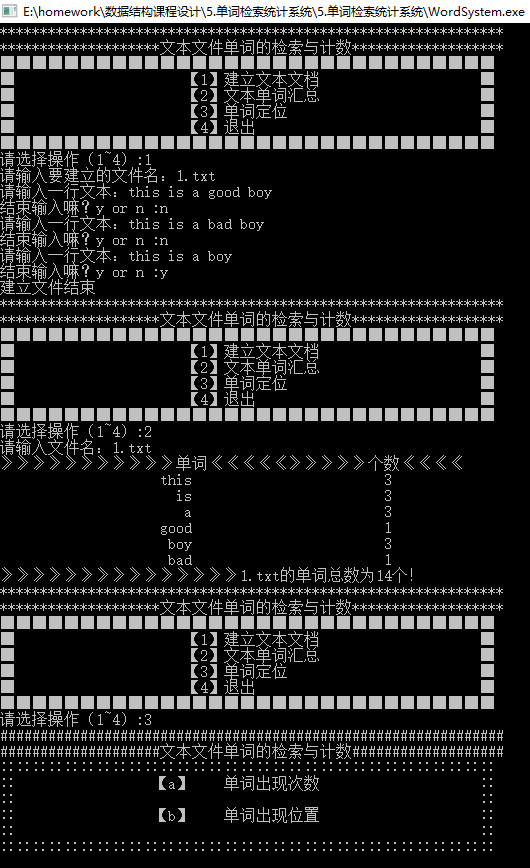 E:\homework\数据结构课程设计\5.单词检索统计系统\5.单词检索统计系统\WordSystem.exe
***************************************************************
********************文本文件单词的检索与计数*******************
■■■■■■■■■■■■■■■■■■■■■■■■■■■■■■■
■ 【1】建立文本文档 ■
■ 【2】文本单词汇总 ■
■ 【3】单词定位 ■
■ 【4】退出 ■
■■■■■■■■■■■■■■■■■■■■■■■■■■■■■■■
请选择操作（1~4）:1
请输入要建立的文件名：1.txt
请输入一行文本：this is a good boy
结束输入嘛？y or n :n
请输入一行文本：this is a bad boy
结束输入嘛？y or n :n
请输入一行文本：this is a boy
结束输入嘛？y or n :y
建立文件结束
***************************************************************
********************文本文件单词的检索与计数*******************
■■■■■■■■■■■■■■■■■■■■■■■■■■■■■■■
■ 【1】建立文本文档 ■
■ 【2】文本单词汇总 ■
■ 【3】单词定位 ■
■ 【4】退出 ■
■■■■■■■■■■■■■■■■■■■■■■■■■■■■■■■
请选择操作（1~4）:2
请输入文件名：1.txt
》》》》》》》》》》》单词《《《《《》》》》》个数《《《《
this 3
is 3
a 3
good 1
boy 3
bad 1
》》》》》》》》》》》》》》》1.txt的单词总数为14个!
***************************************************************
********************文本文件单词的检索与计数*******************
■■■■■■■■■■■■■■■■■■■■■■■■■■■■■■■
■ 【1】建立文本文档 ■
■ 【2】文本单词汇总 ■
■ 【3】单词定位 ■
■ 【4】退出 ■
■■■■■■■■■■■■■■■■■■■■■■■■■■■■■■■
请选择操作（1~4）:3
###############################################################
####################文本文件单词的检索与计数###################
::::::::::::::::::::::::::::::::::::::::::::::::::::::::::::::
:: 【a】 单词出现次数 ::
:: ::
:: 【b】 单词出现位置 ::
:: ::
::::::::::::::::::::::::::::::::::::::::::::::::::::::::::::::